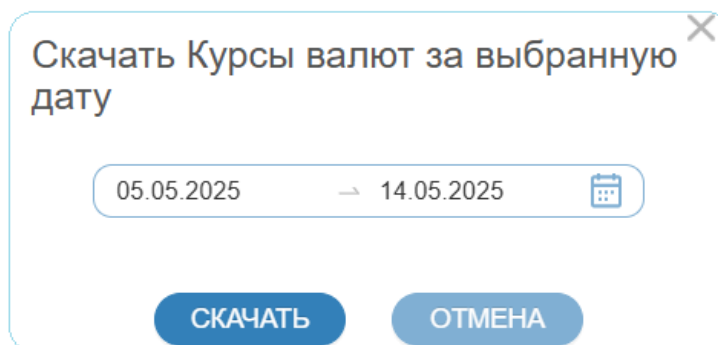 Скачать Курсы валют за выбранную
дату
05.05.2025 → 14.05.2025
СКАЧАТЬ ОТМЕНА